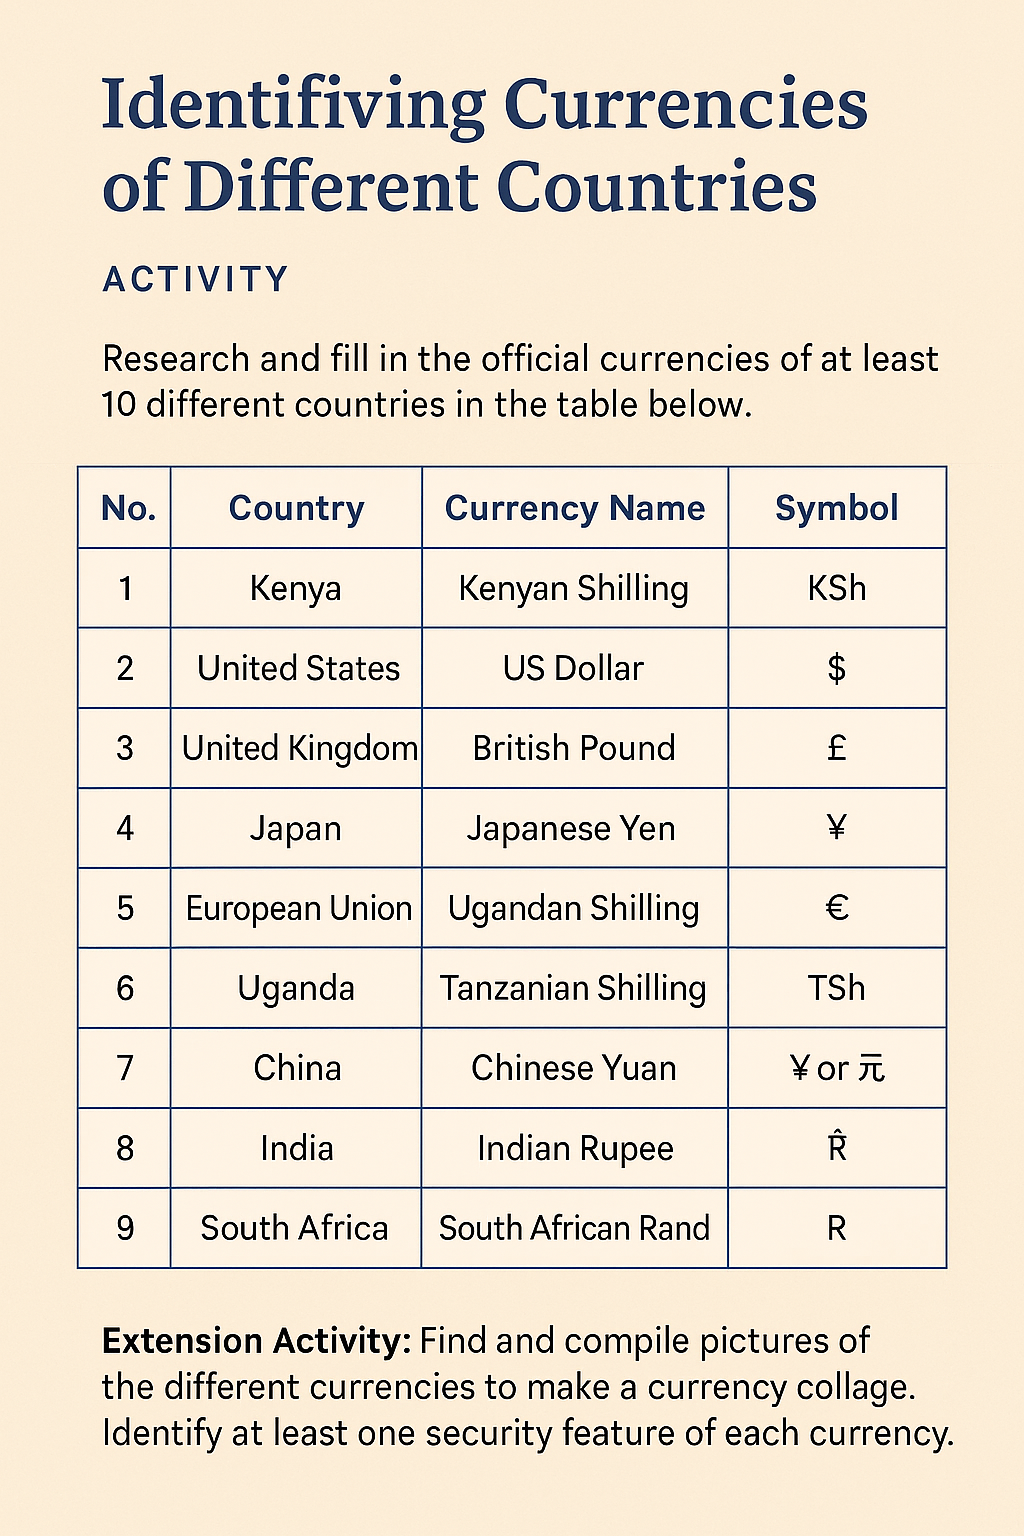 Identifiving Currencies
of Different Countries
ACTIVITY
Research and fill in the official currencies of at least
10 different countries in the table below.
No. Country Currency Name Symbol
1 Kenya Kenyan Shilling KSh
2 United States US Dollar $
3 United Kingdom British Pound £
4 Japan Japanese Yen ¥
5 European Union Ugandan Shilling €
6 Uganda Tanzanian Shilling TSh
7 China Chinese Yuan ¥ or 元
8 India Indian Rupee R̂
9 South Africa South African Rand R
Extension Activity: Find and compile pictures of
the different currencies to make a currency collage.
Identify at least one security feature of each currency.